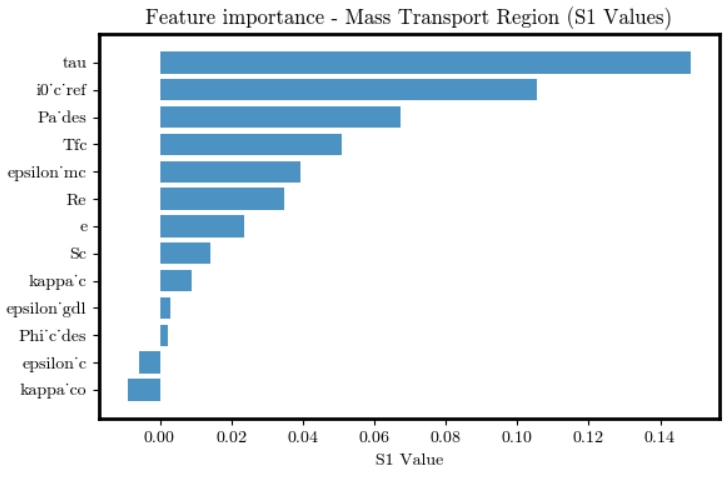 Feature importance - Mass Transport Region (S1 Values)
tau
i0˙c˙ref
Pa˙des
Tfc
epsilon˙mc
Re
e
Sc
kappa˙c
epsilon˙gdl
Phi˙c˙des
epsilon˙c
kappa˙co
0.00 0.02 0.04 0.06 0.08 0.10 0.12 0.14
S1 Value